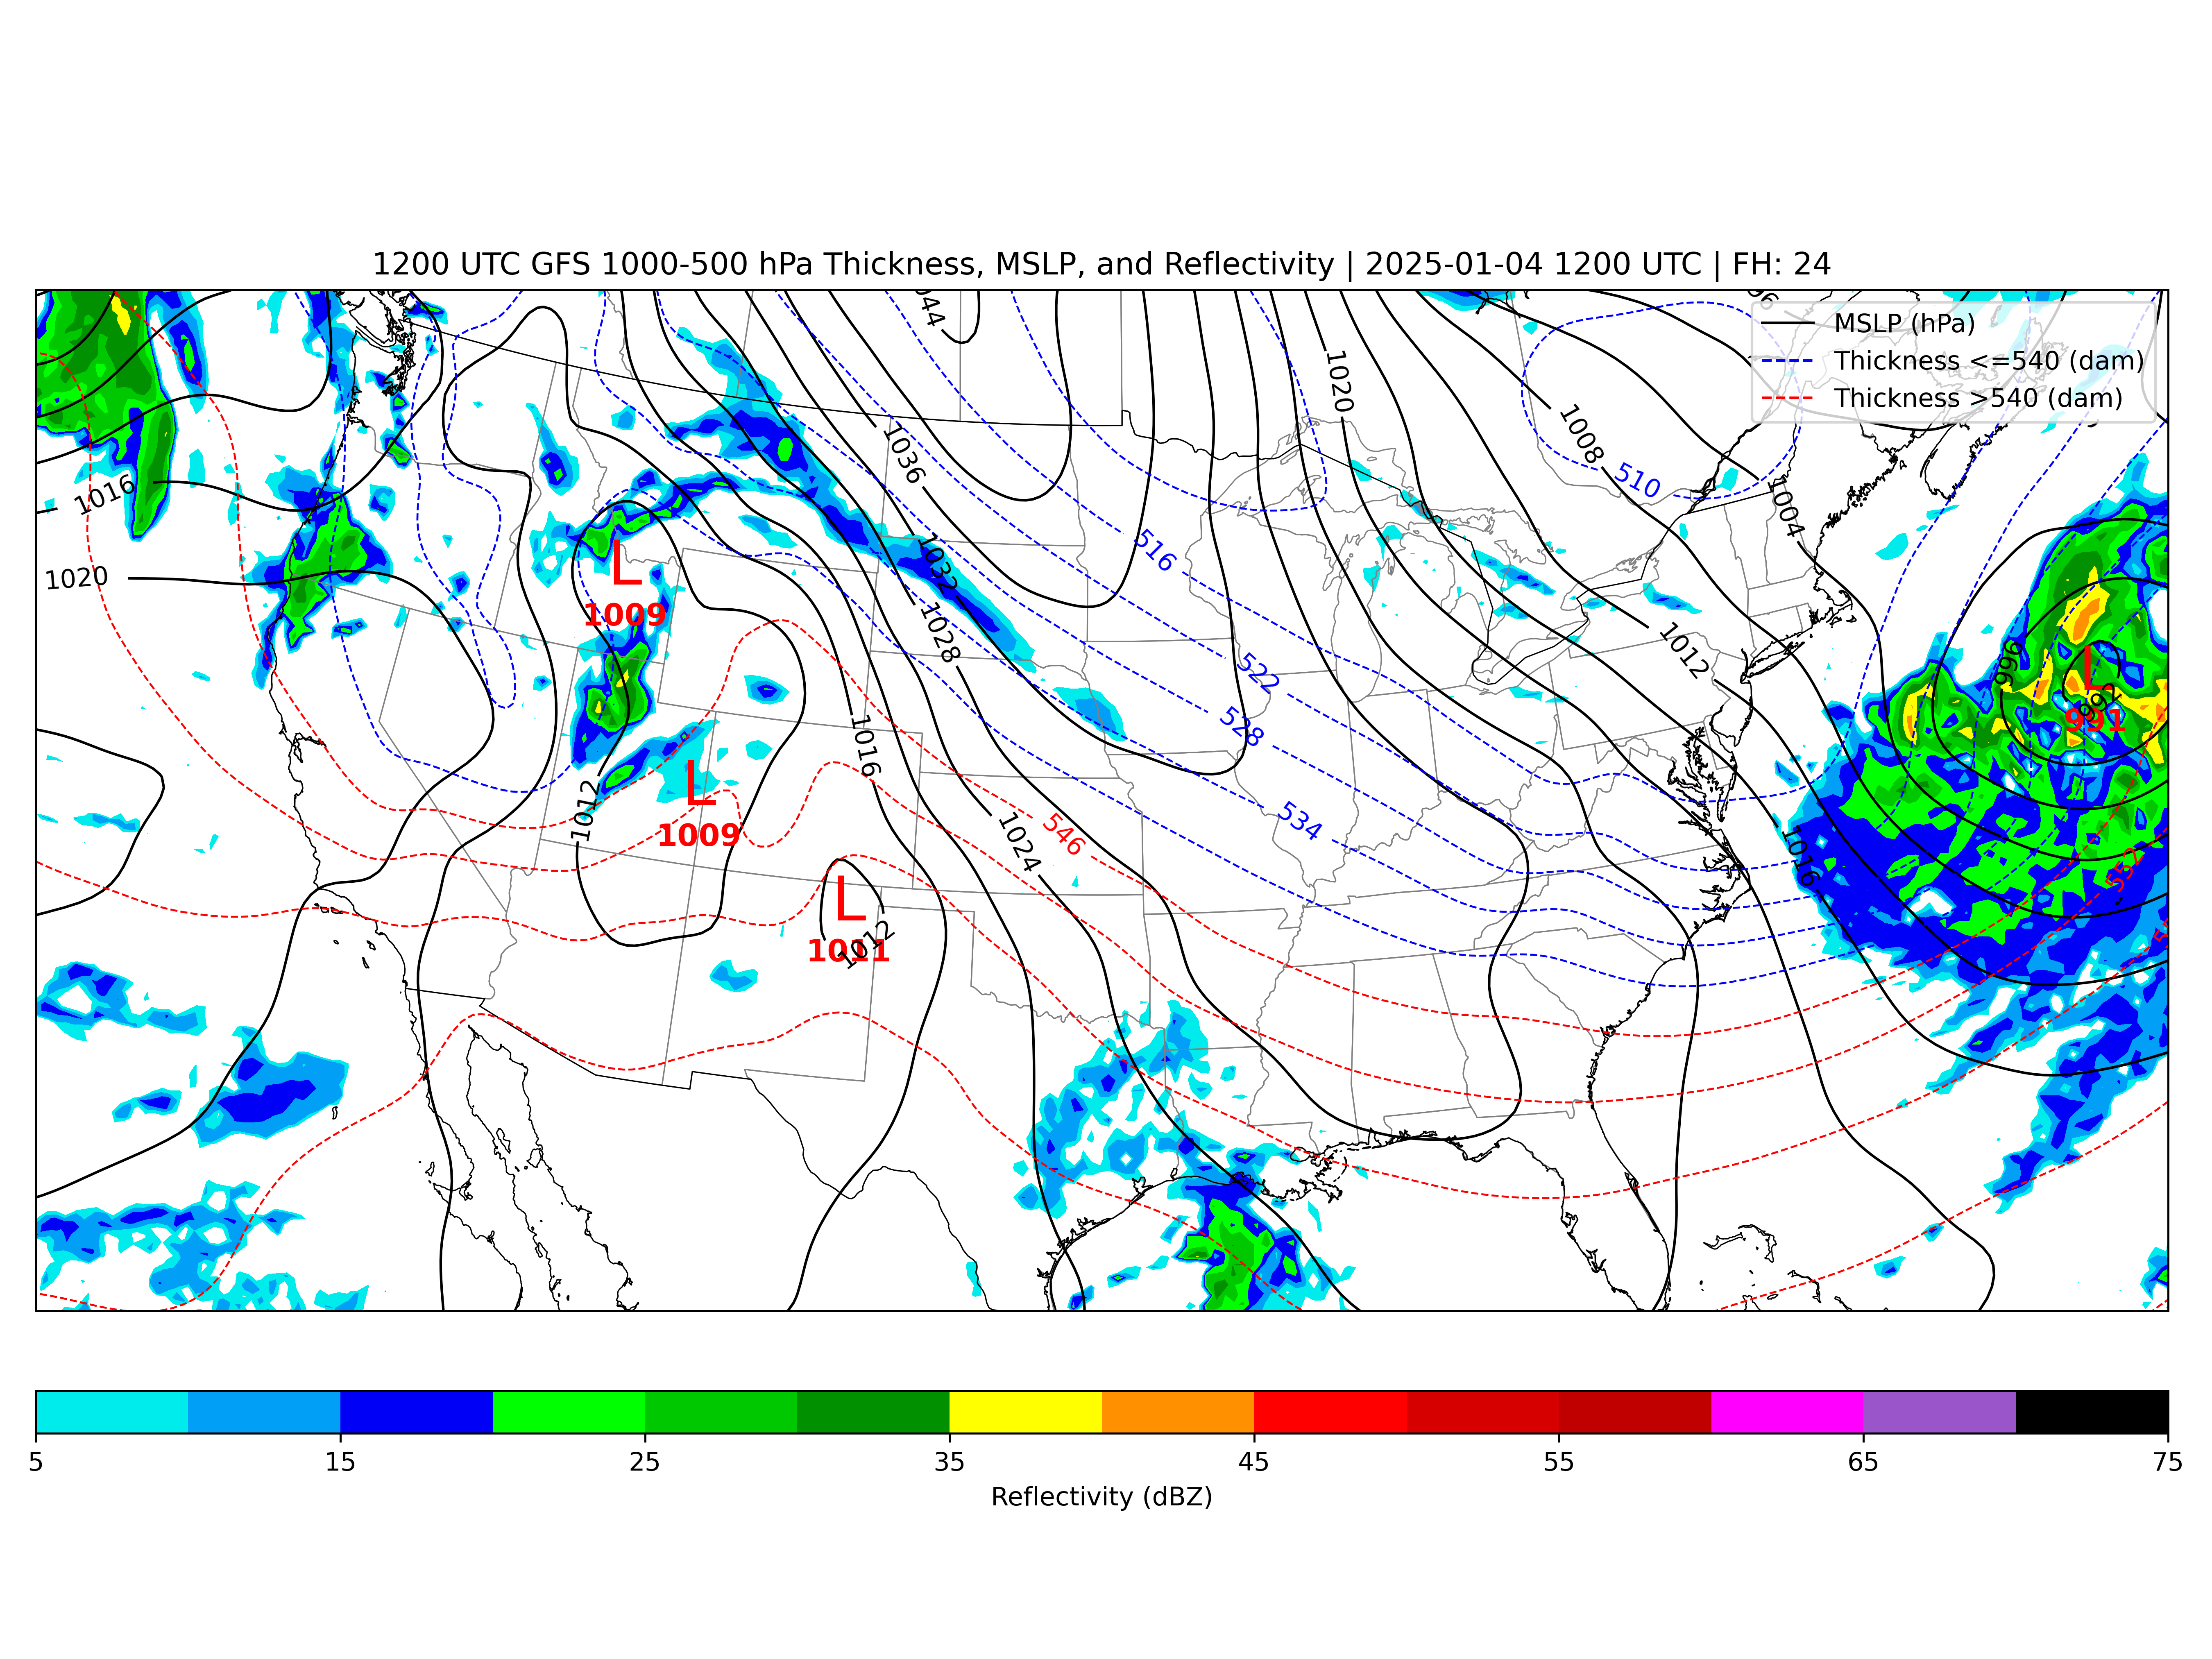 1200 UTC GFS 1000-500 hPa Thickness, MSLP, and Reflectivity | 2025-01-04 1200 UTC | FH: 24
MSLP (hPa)
Thickness <=540 (dam)
Thickness >540 (dam)
1020
1036
1008
510
1016
1004
516
1020
1032
L
1009
1028
1012
996
L
992
991
522
528
1016
L
1009
1012
534
546
1024
1016
552
L
1011
1012
5 15 25 35 45 55 65 75
Reflectivity (dBZ)